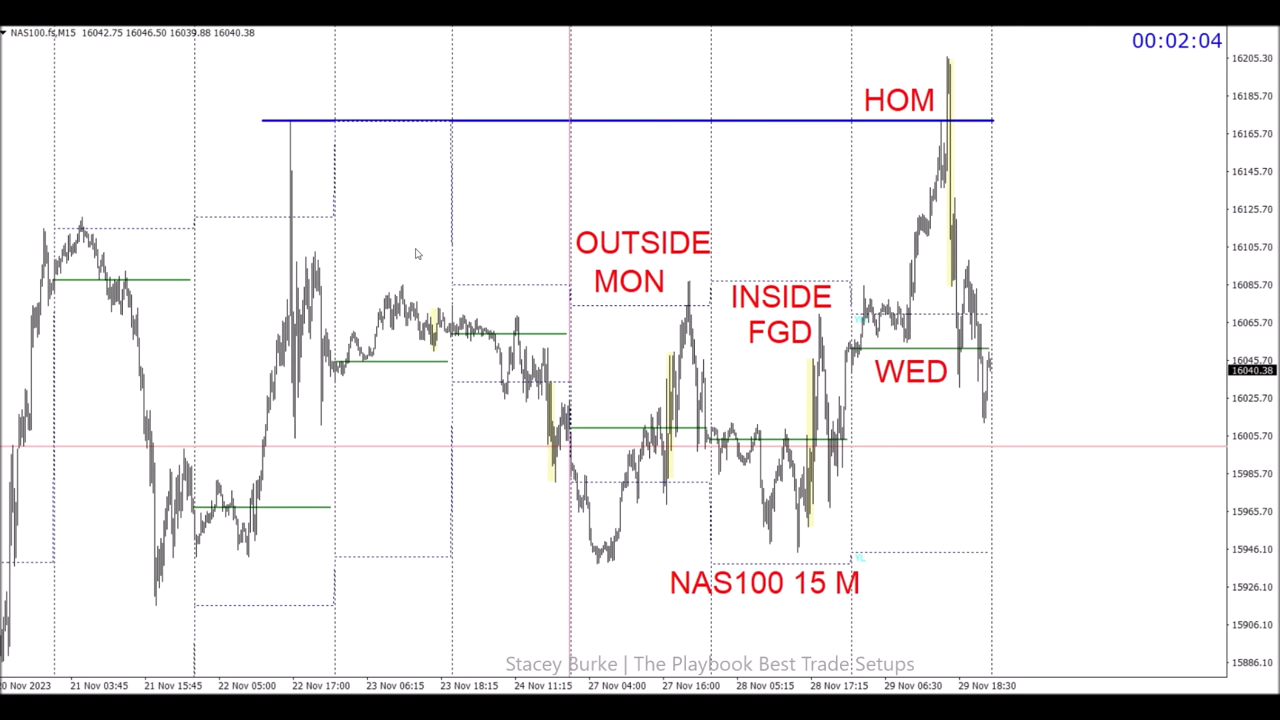 NAS100.fs,M15 16042.75 16046.50 16039.88 16040.38
00:02:04
16205.30
HOM
16185.70
16165.70
16145.70
16125.70
OUTSIDE
16105.70
MON
16085.70
INSIDE
16065.70
FGD
16045.70
WED
16040.38
16025.70
16005.70
15985.70
15965.70
15946.10
NAS100 15 M
15926.10
15906.10
Stacey Burke | The Playbook Best Trade Setups
15886.10
20 Nov 2023 21 Nov 03:45 21 Nov 15:45 22 Nov 05:00 22 Nov 17:00 23 Nov 06:15 23 Nov 18:15 24 Nov 11:15 27 Nov 04:00 27 Nov 16:00 28 Nov 05:15 28 Nov 17:15 29 Nov 06:30 29 Nov 18:30